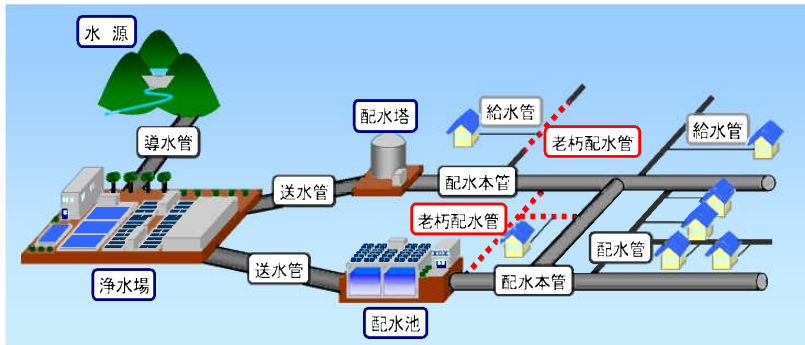 水源
導水管
浄水場
送水管
送水管
配水塔
配水池
給水管
老朽配水管
給水管
配水本管
老朽配水管
配水管
配水本管